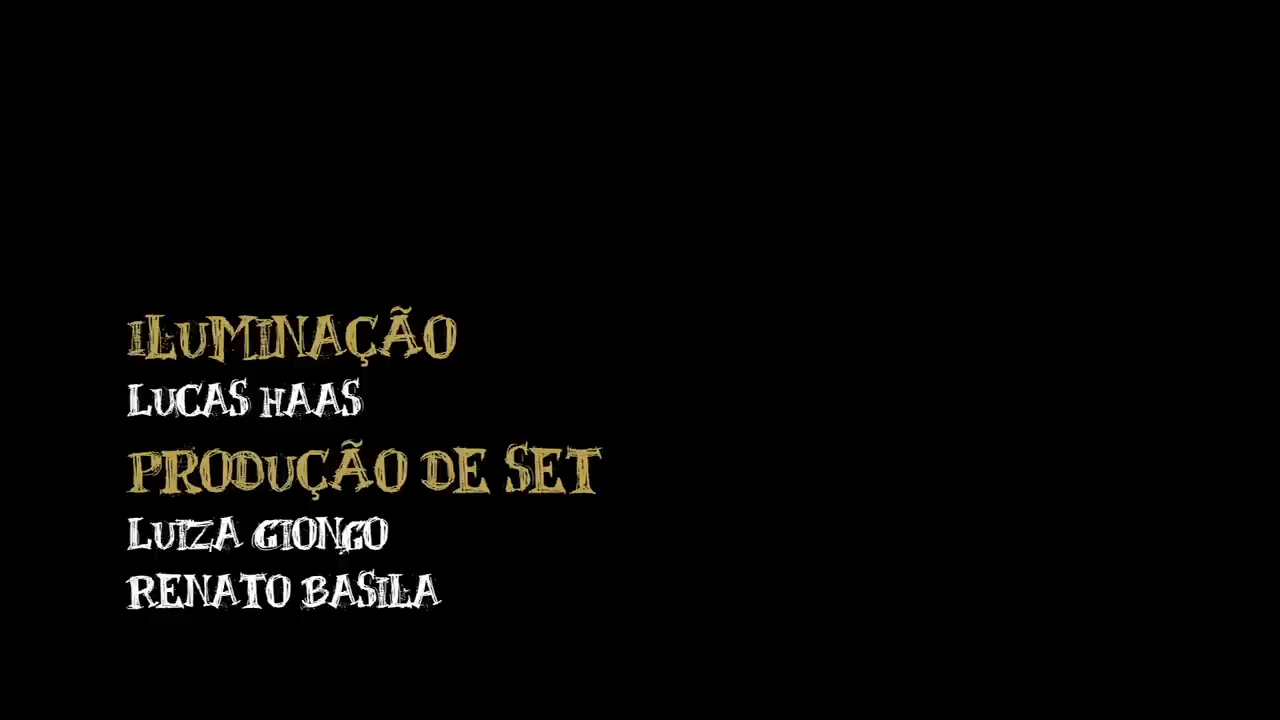 ILUMINAÇÃO
LUCAS HAAS
PRODUÇÃO DE SET
LUIZA GIONGO
RENATO BASILA